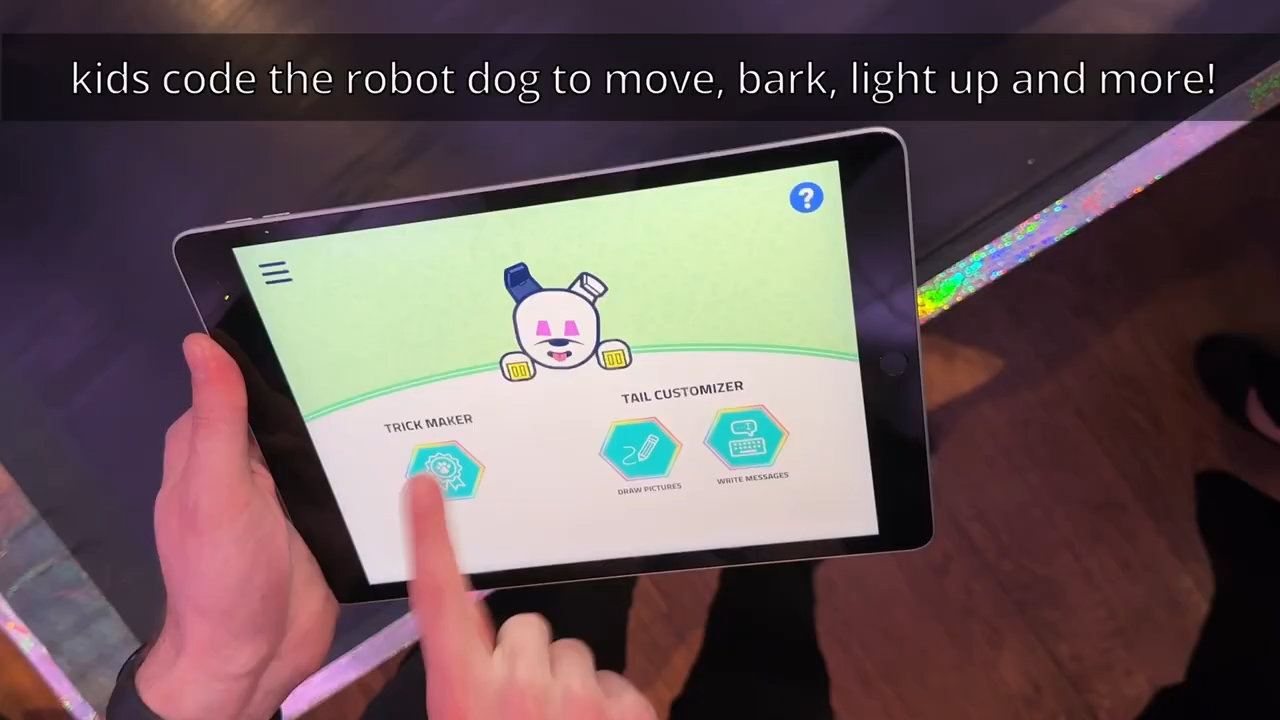 kids code the robot dog to move, bark, light up and more!
?
TAIL CUSTOMIZER
TRICK MAKER
DRAW PICTURES
WRITE MESSAGES